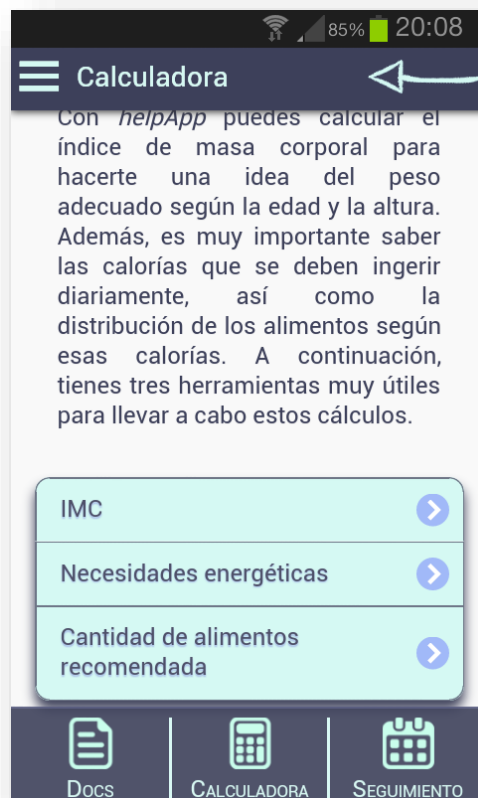 85% 20:08
Calculadora
Con helpApp puedes calcular el
índice de masa corporal para
hacerte una idea del peso
adecuado según la edad y la altura.
Además, es muy importante saber
las calorías que se deben ingerir
diariamente, así como la
distribución de los alimentos según
esas calorías. A continuación,
tienes tres herramientas muy útiles
para llevar a cabo estos cálculos.
IMC
Necesidades energéticas
Cantidad de alimentos
recomendada
Docs Calculadora Seguimiento